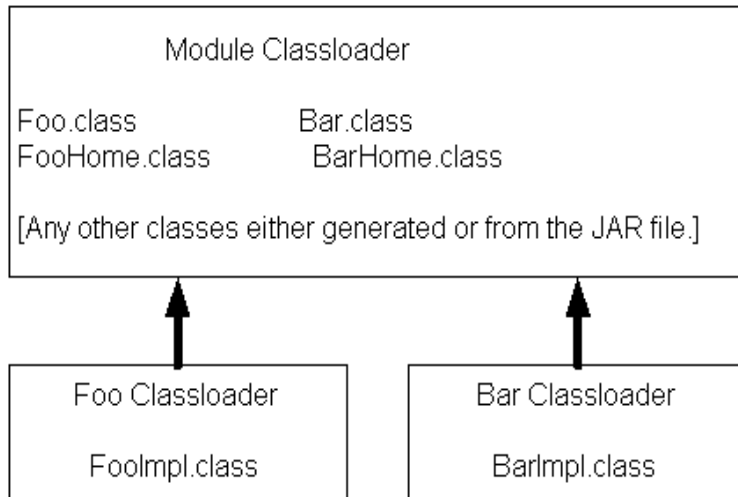 Module Classloader
Foo.class Bar.class
FooHome.class BarHome.class
[Any other classes either generated or from the JAR file.]
Foo Classloader Bar Classloader
FooImpl.class BarImpl.class